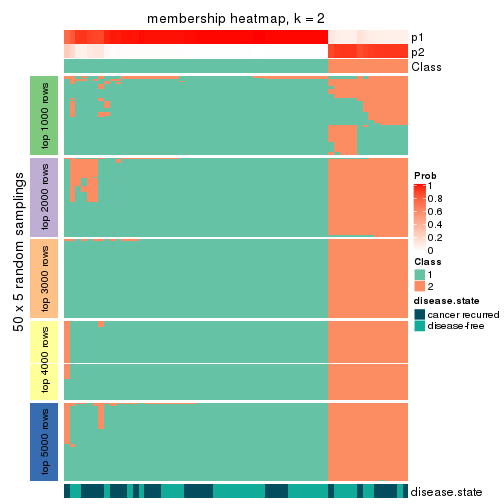 membership heatmap, k = 2
p1
p2
Class
50 x 5 random samplings
top 1000 rows
top 2000 rows
top 3000 rows
top 4000 rows
top 5000 rows
Prob
1
0.8
0.6
0.4
0.2
0
Class
1
2
disease.state
cancer recurred
disease-free
disease.state